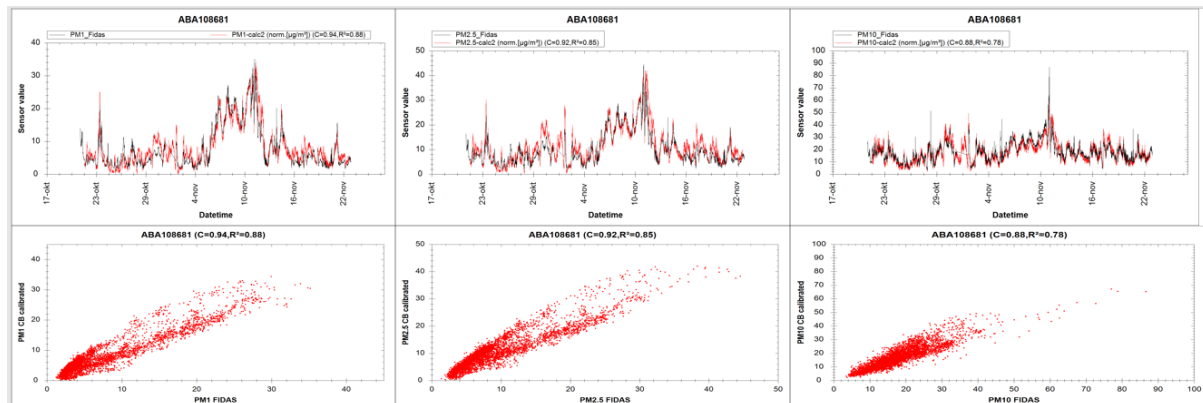 ABA108681
PM1_Fidas
PM1-calc2 (norm.[µg/m³]) (C=0.94,R²=0.88)
Sensor value
40
30
20
10
0
17-okt
23-okt
29-okt
4-nov
10-nov
16-nov
22-nov
Datetime
ABA108681
PM2.5_Fidas
PM2.5-calc2 (norm.[µg/m³]) (C=0.92,R²=0.85)
Sensor value
50
40
30
20
10
0
17-okt
23-okt
29-okt
4-nov
10-nov
16-nov
22-nov
Datetime
ABA108681
PM10_Fidas
PM10-calc2 (norm.[µg/m³]) (C=0.88,R²=0.78)
Sensor value
100
90
80
70
60
50
40
30
20
10
0
17-okt
23-okt
29-okt
4-nov
10-nov
16-nov
22-nov
Datetime
ABA108681 (C=0.94,R²=0.88)
PM1 CB calibrated
40
30
20
10
0
10
20
30
40
PM1 FIDAS
ABA108681 (C=0.92,R²=0.85)
PM2.5 CB calibrated
50
40
30
20
10
0
0
10
20
30
40
50
PM2.5 FIDAS
ABA108681 (C=0.88,R²=0.78)
PM10 CB calibrated
100
90
80
70
60
50
40
30
20
10
0
0
10
20
30
40
50
60
70
80
90
100
PM10 FIDAS